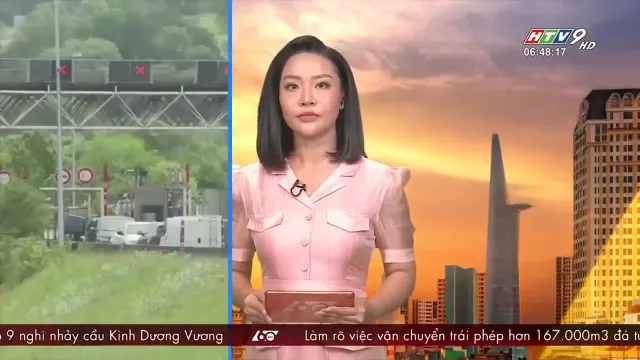 HTV9 HD
06:48:17
9 nghi nhảy cầu Kinh Dương Vương 60 Làm rõ việc vận chuyển trái phép hơn 167.000m3 đá